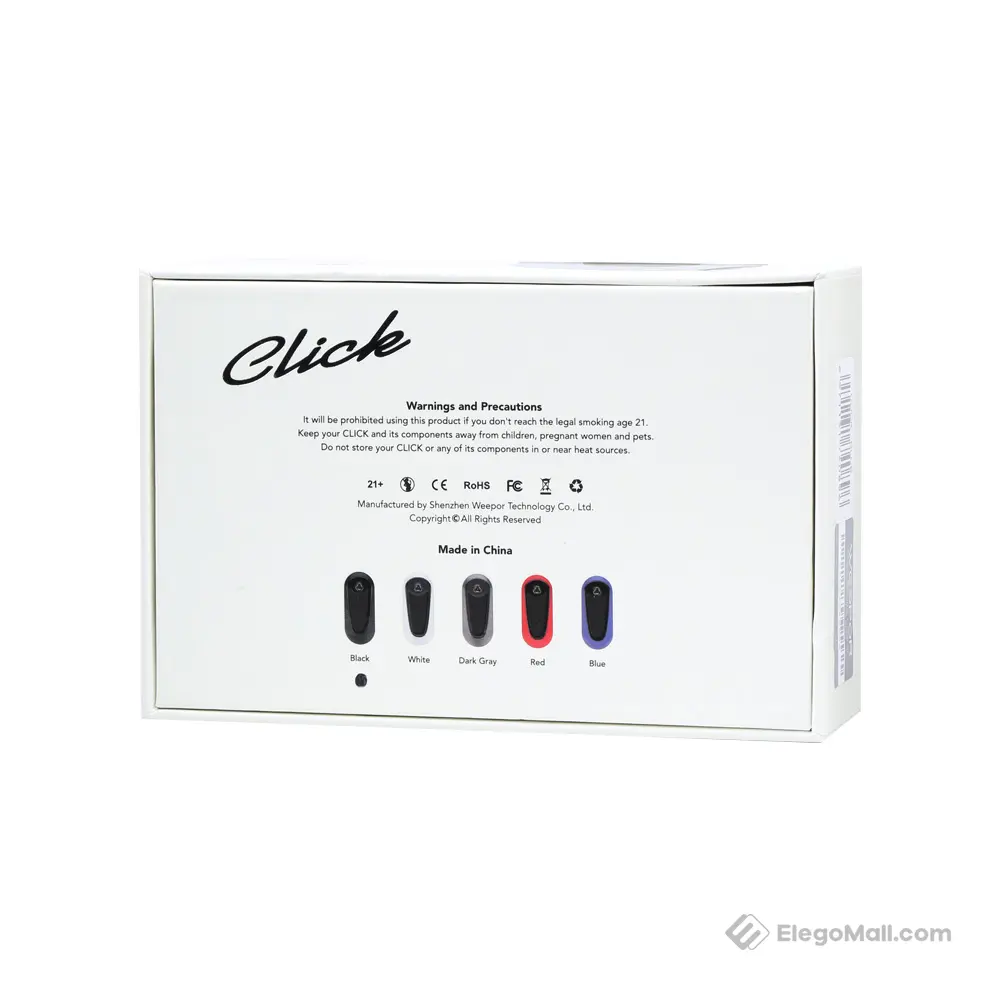 Click
Warnings and Precautions
It will be prohibited using this product if you don't reach the legal smoking age 21.
Keep your CLICK and its components away from children, pregnant women and pets.
Do not store your CLICK or any of its components in or near heat sources.
21+ CE RoHS FC
Manufactured by Shenzhen Weepor Technology Co., Ltd.
Copyright©All Rights Reserved
Made in China
Black White Dark Gray Red Blue
ElegoMall.com